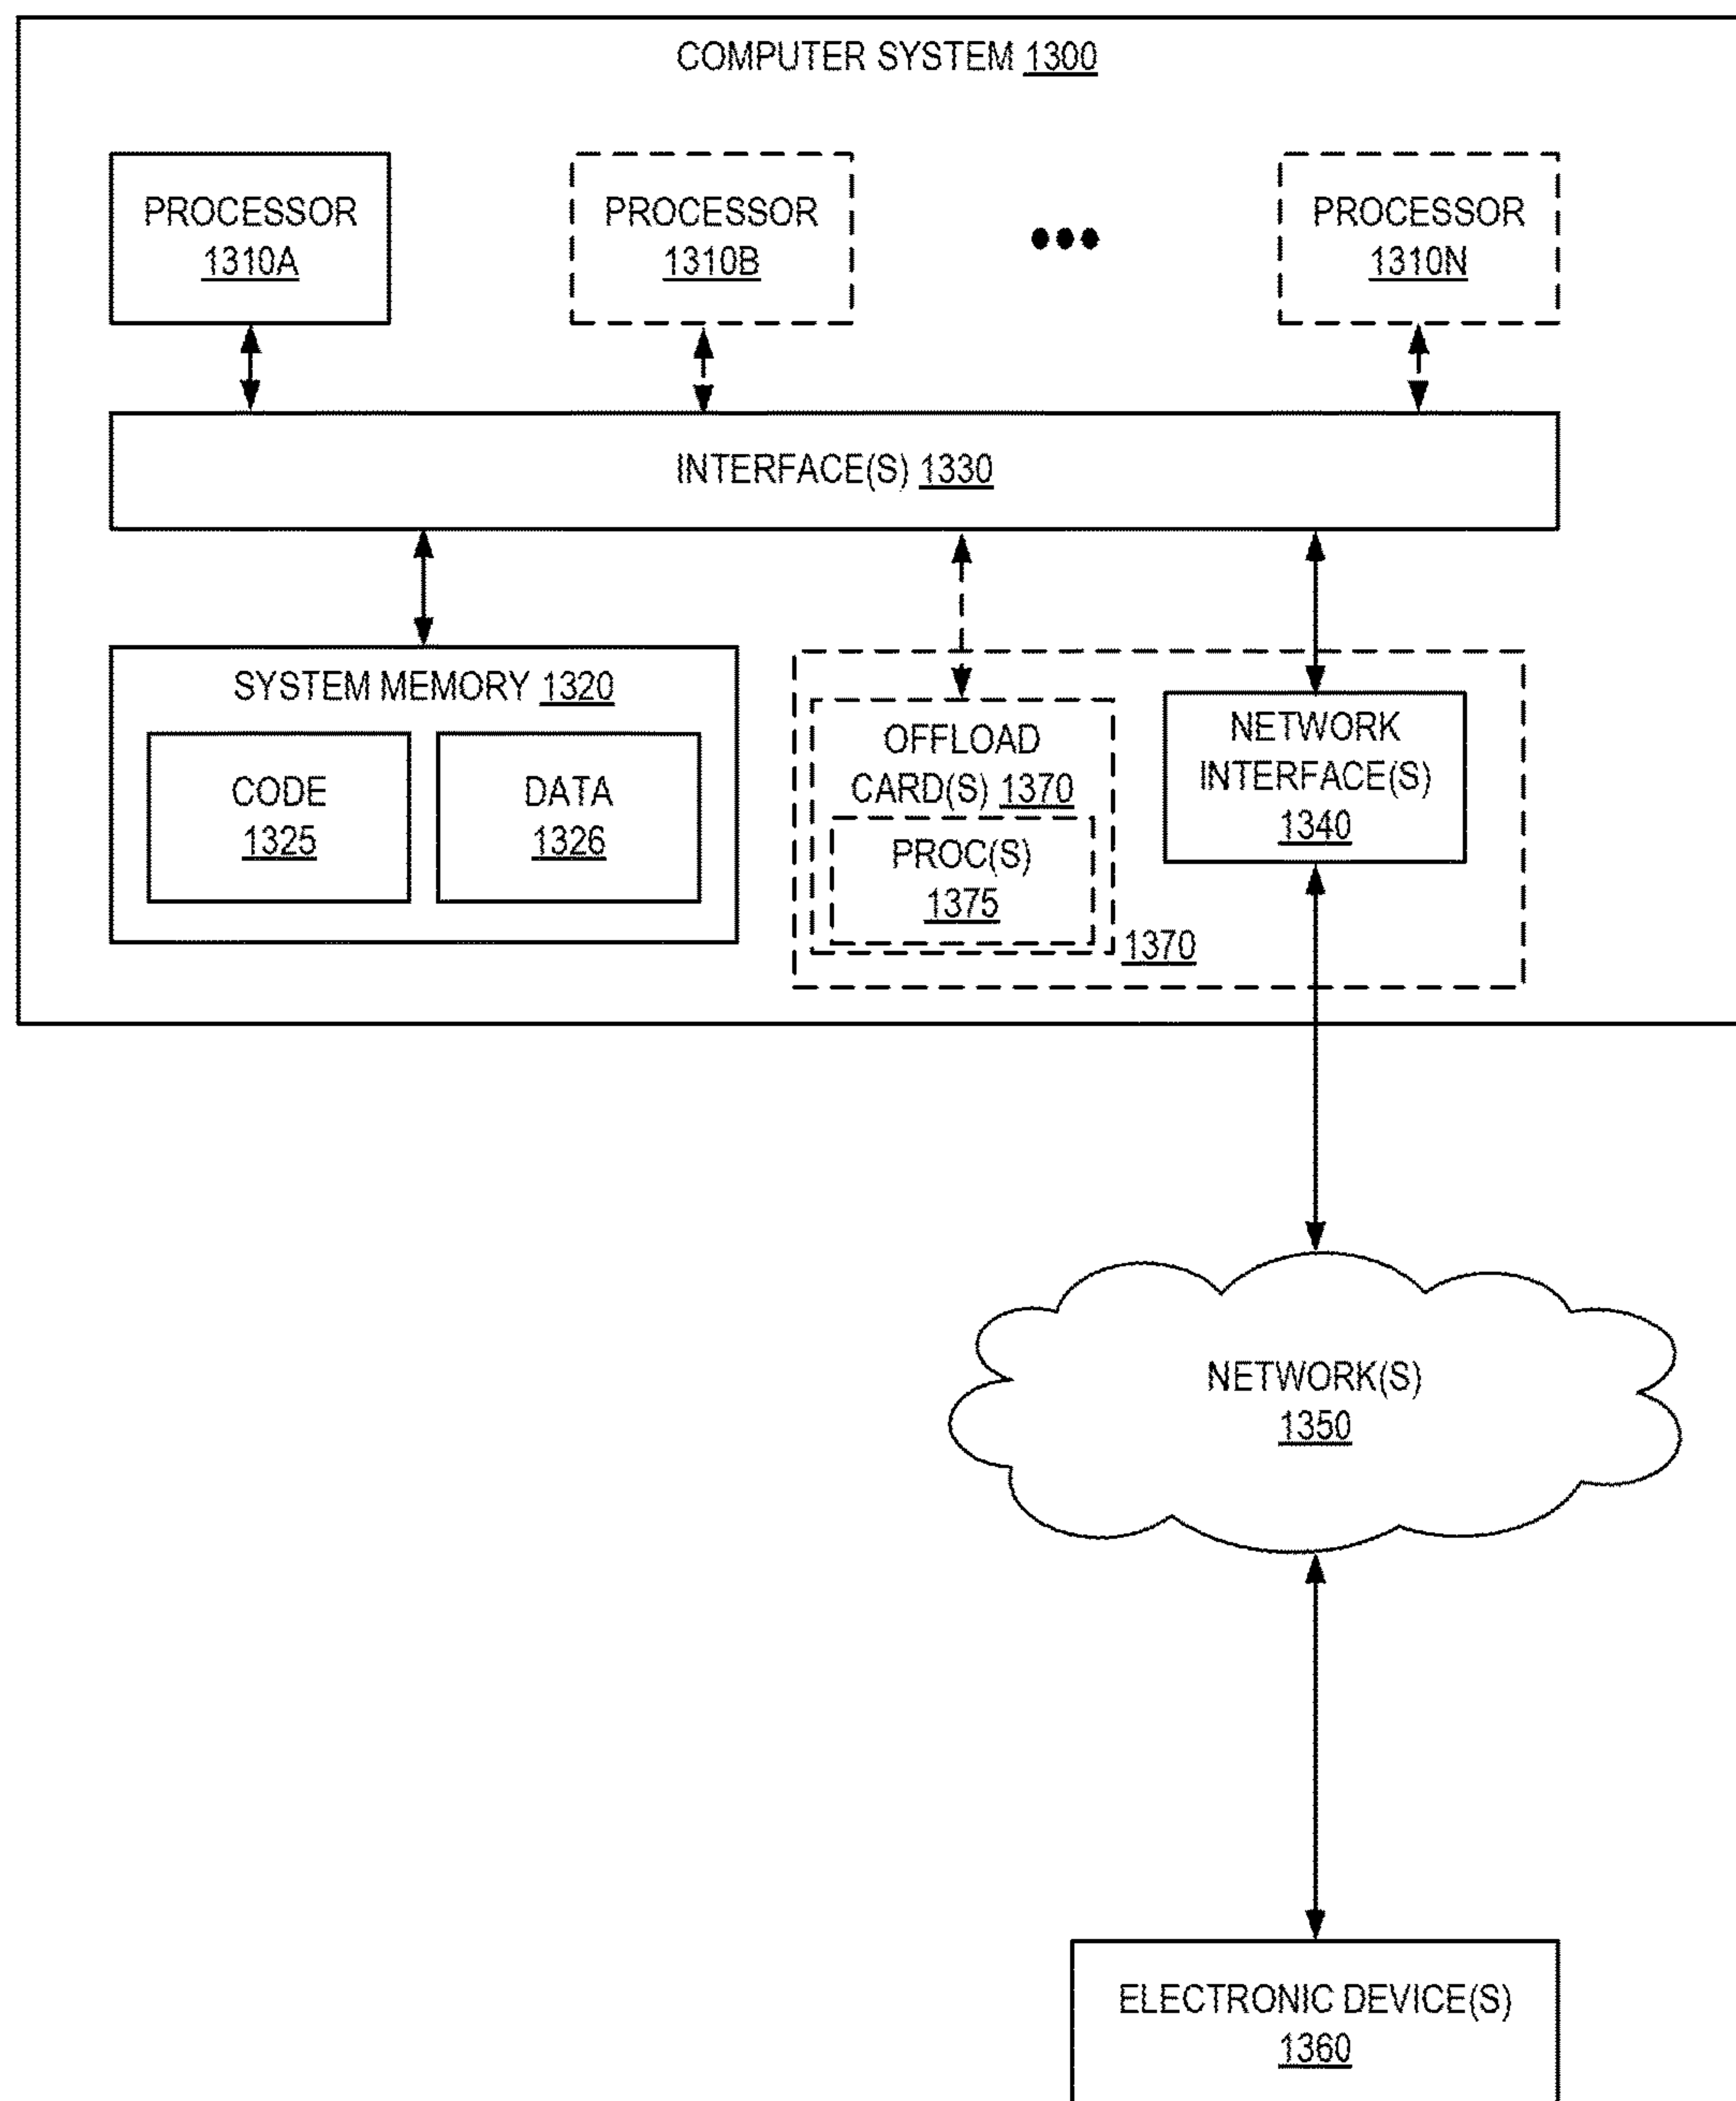 COMPUTER SYSTEM 1300
PROCESSOR
1310A
PROCESSOR
1310B
PROCESSOR
1310N
INTERFACE(S) 1330
SYSTEM MEMORY 1320
CODE
1325
DATA
1326
OFFLOAD
CARD(S) 1370
PROC(S)
1375
1370
NETWORK
INTERFACE(S)
1340
NETWORK(S)
1350
ELECTRONIC DEVICE(S)
1360